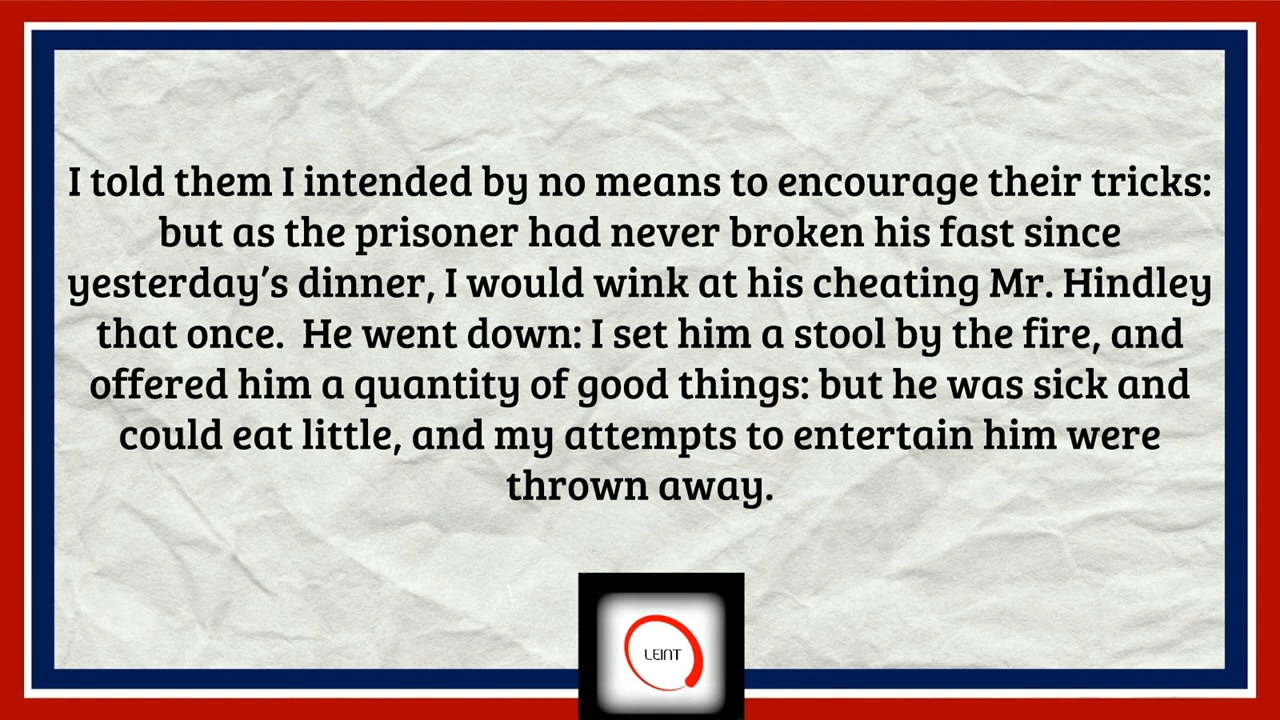 I told them I intended by no means to encourage their tricks:
but as the prisoner had never broken his fast since
yesterday’s dinner, I would wink at his cheating Mr. Hindley
that once.  He went down: I set him a stool by the fire, and
offered him a quantity of good things: but he was sick and
could eat little, and my attempts to entertain him were
thrown away.
LEINT